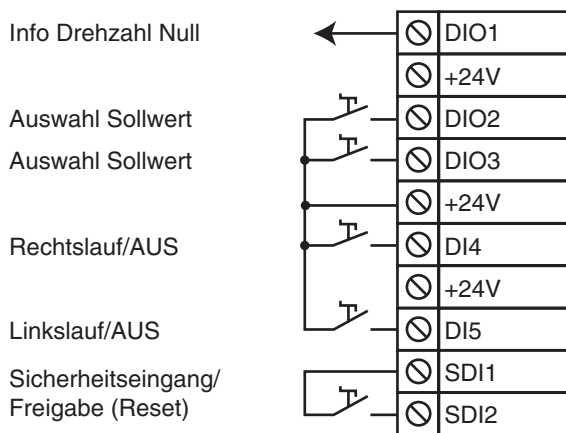 Info Drehzahl Null DIO1
+24V
Auswahl Sollwert DIO2
Auswahl Sollwert DIO3
+24V
Rechtslauf/AUS DI4
+24V
Linkslauf/AUS DI5
Sicherheitseingang/ SDI1
Freigabe (Reset) SDI2